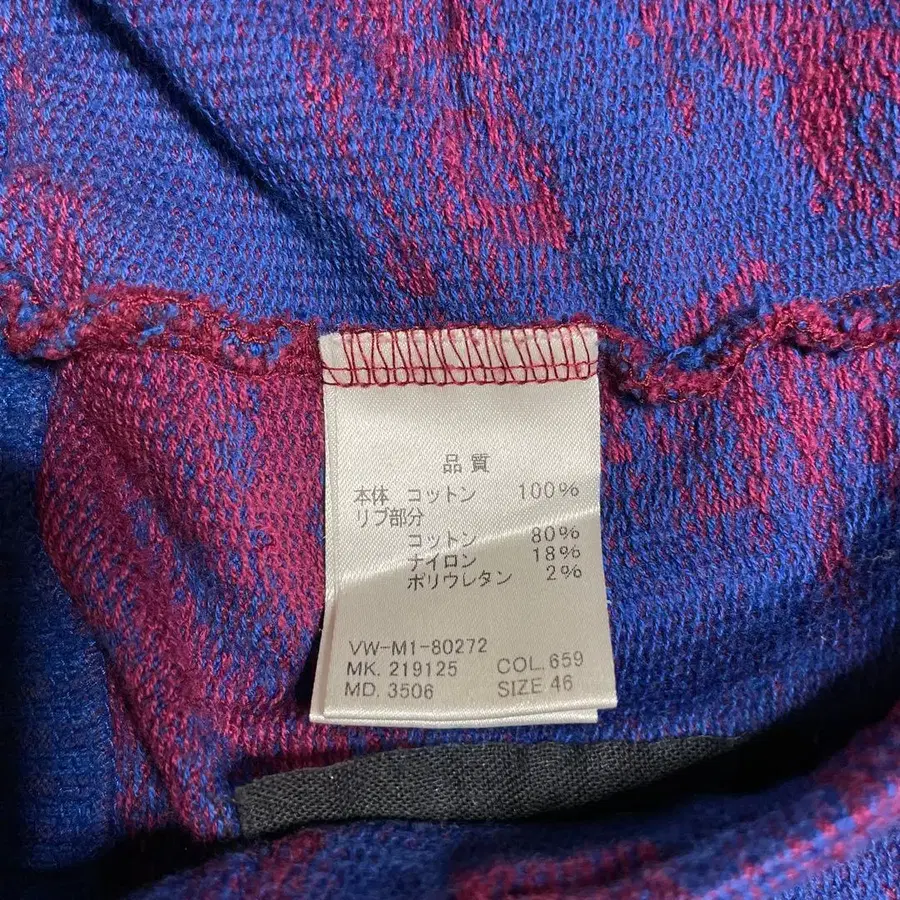 品質
本体 コットン 100%
リブ部分
コットン 80%
ナイロン 18%
ポリウレタン 2%
VW-M1-80272
MK. 219125 COL. 659
MD. 3506 SIZE 46